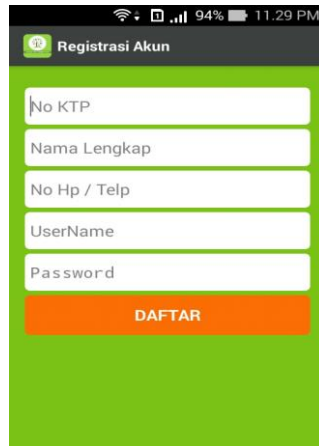 94% 11.29 PM
Registrasi Akun
No KTP
Nama Lengkap
No Hp / Telp
UserName
Password
DAFTAR